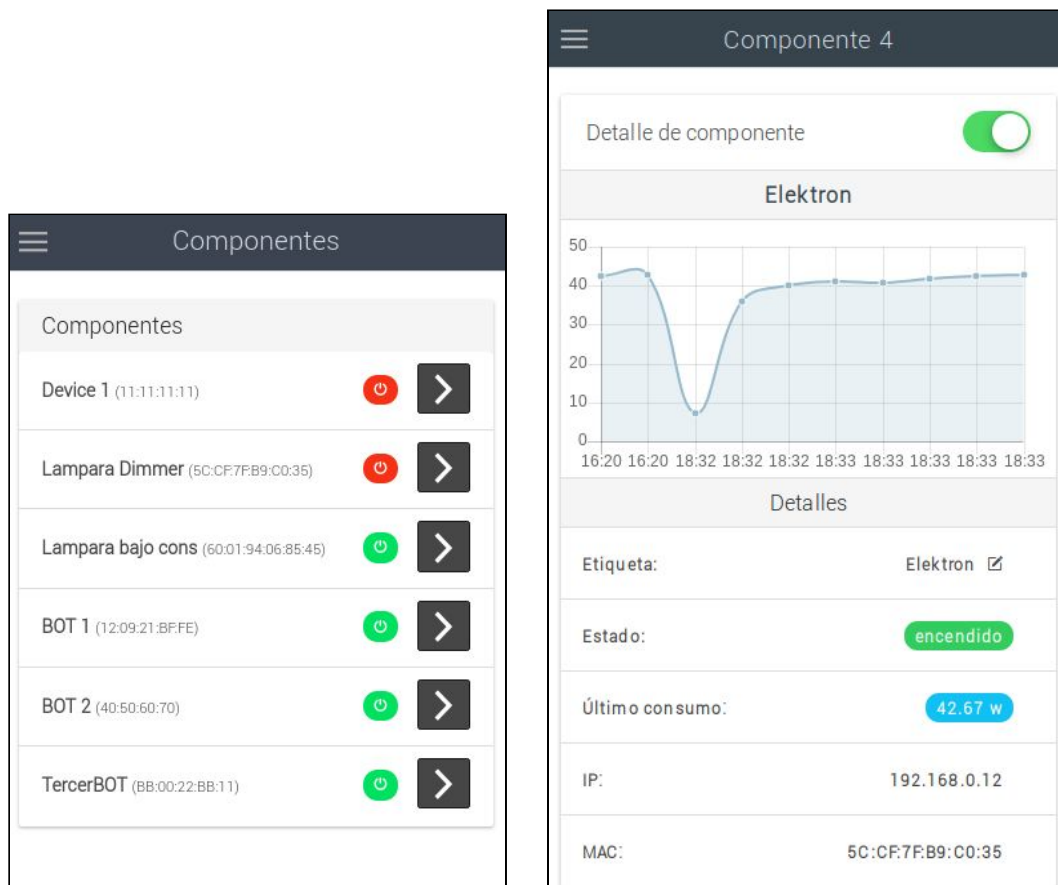 Componentes
Componentes
Device 1 (11:11:11:11)
Lampara Dimmer (5C:CF:7F:B9:C0:35)
Lampara bajo cons (60:01:94:06:85:45)
BOT 1 (12:09:21:BF:FE)
BOT 2 (40:50:60:70)
TercerBOT (BB:00:22:BB:11)
Componente 4
Detalle de componente
Elektron
50
40
30
20
10
0
16:20 16:20 18:32 18:32 18:32 18:33 18:33 18:33 18:33 18:33
Detalles
Etiqueta: Elektron
Estado: encendido
Último consumo: 42.67 w
IP: 192.168.0.12
MAC: 5C:CF:7F:B9:C0:35